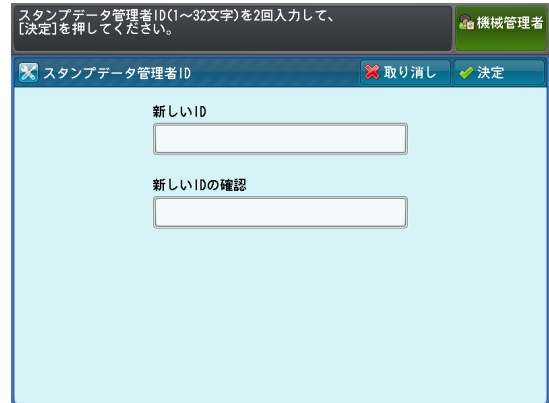 スタンプデータ管理者ID(1～32文字)を2回入力して、
[決定]を押してください。
機械管理者
スタンプデータ管理者ID
取り消し
決定
新しいID
新しいIDの確認